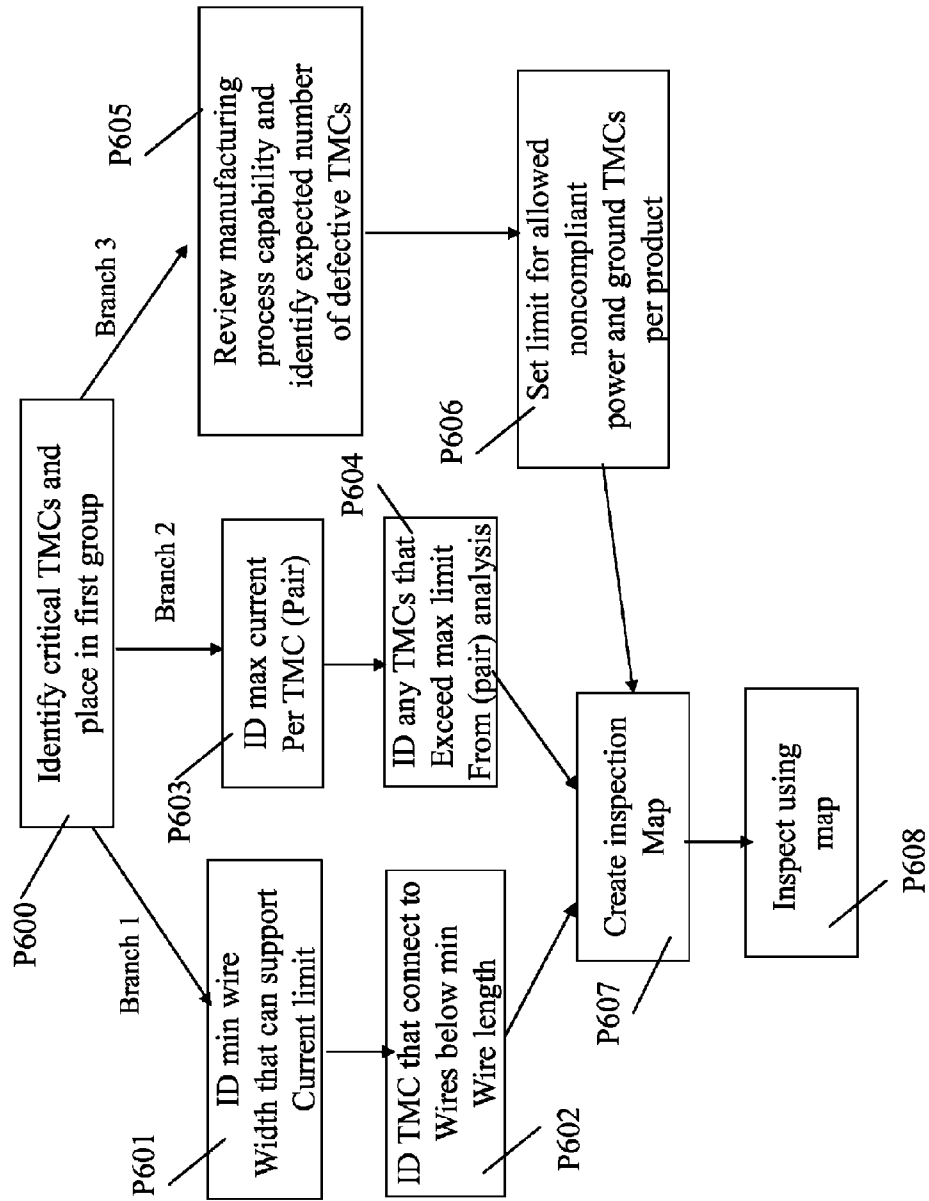 P600
Identify critical TMCs and
place in first group
Branch 1
Branch 2
Branch 3
P601
ID min wire
Width that can support
Current limit
P603
ID max current
Per TMC (Pair)
P605
Review manufacturing
process capability and
identify expected number
of defective TMCs
ID TMC that connect to
Wires below min
Wire length
P602
P604
ID any TMCs that
Exceed max limit
From (pair) analysis
P606
Set limit for allowed
noncompliant
power and ground TMCs
per product
Create inspection
Map
P607
Inspect using
map
P608